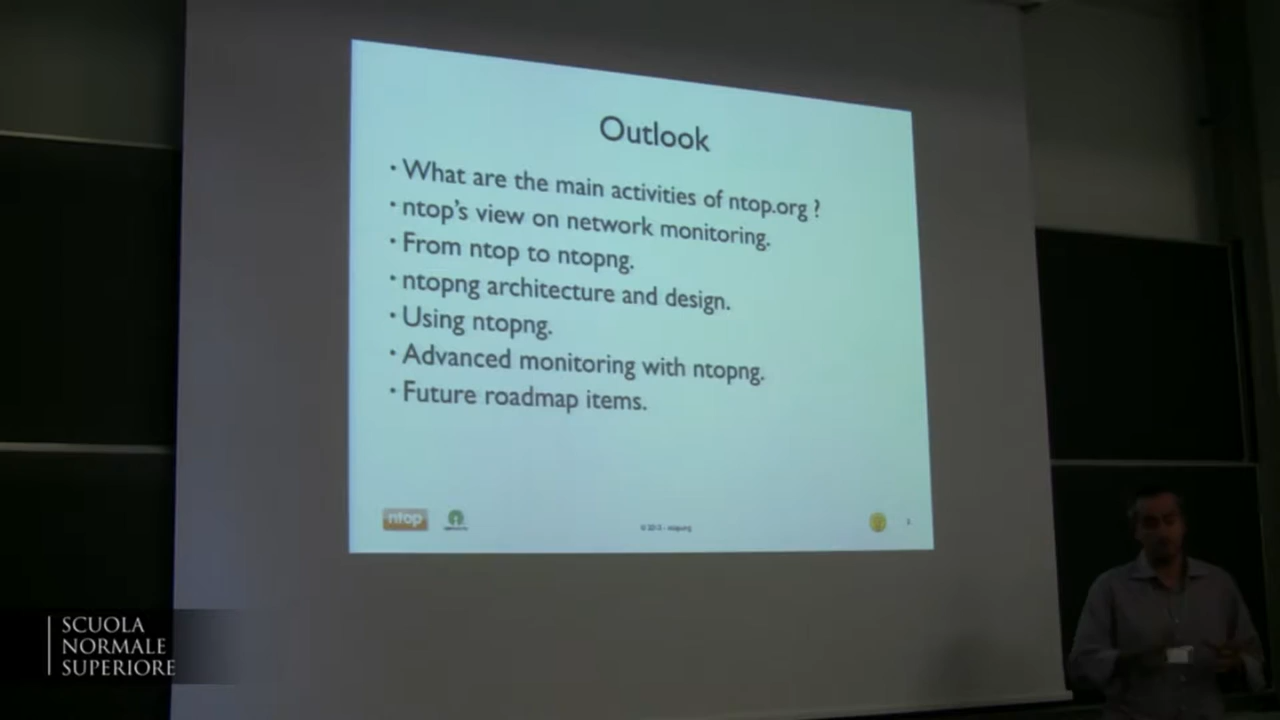 Outlook
• What are the main activities of ntop.org ?
• ntop's view on network monitoring.
• From ntop to ntopng.
• ntopng architecture and design.
• Using ntopng.
• Advanced monitoring with ntopng.
• Future roadmap items.
ntop
SCUOLA
NORMALE
SUPERIORE